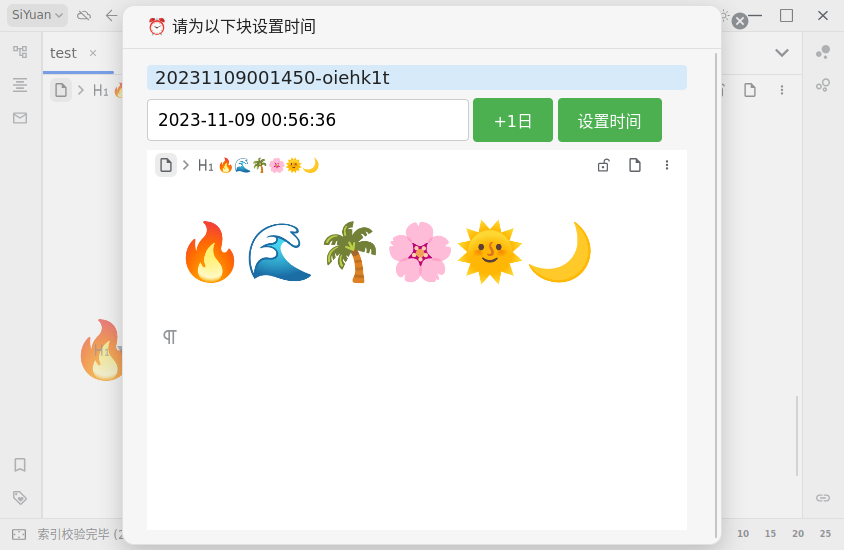 SiYuan
⏰ 请为以下块设置时间
test
20231109001450-oiehk1t
2023-11-09 00:56:36
+1日
设置时间
H1 🔥
H1 🔥🌊🌴🌸🌞🌙
🔥🌊🌴🌸🌞🌙
H1
索引校验完毕 (2
10 15 20 25